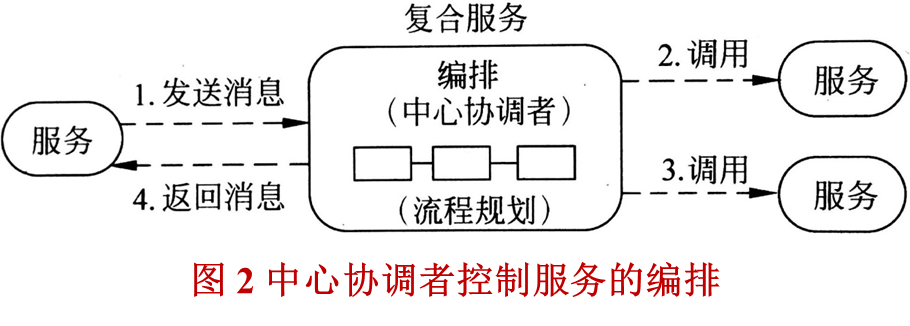 复合服务
编排
(中心协调者)
(流程规划)
服务
1.发送消息
4.返回消息
2.调用
服务
3.调用
服务
图 2 中心协调者控制服务的编排